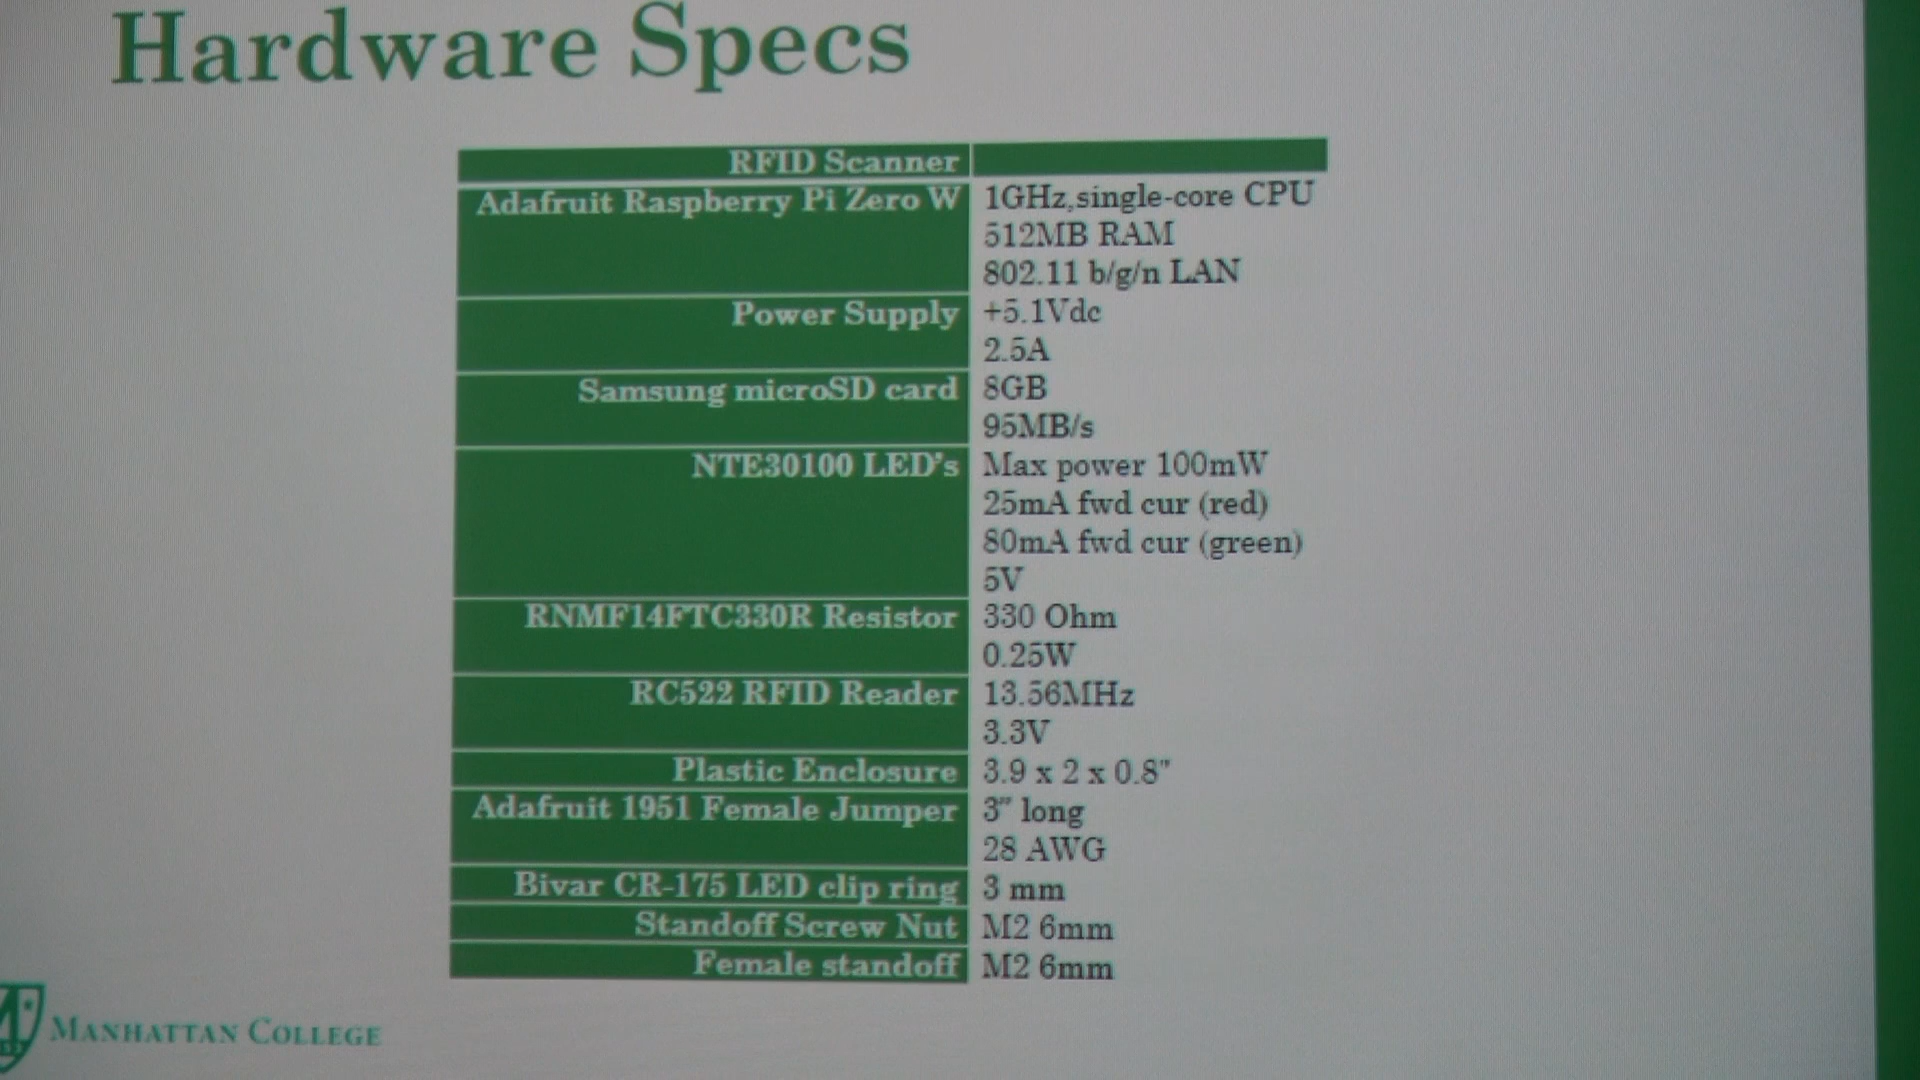 Hardware Specs
RFID Scanner
Adafruit Raspberry Pi Zero W 1GHz,single-core CPU
512MB RAM
802.11 b/g/n LAN
Power Supply +5.1Vdc
2.5A
Samsung microSD card 8GB
95MB/s
NTE30100 LED's Max power 100mW
25mA fwd cur (red)
80mA fwd cur (green)
5V
RNMF14FTC330R Resistor 330 Ohm
0.25W
RC522 RFID Reader 13.56MHz
3.3V
Plastic Enclosure 3.9 x 2 x 0.8"
Adafruit 1951 Female Jumper 3" long
28 AWG
Bivar CR-175 LED clip ring 3 mm
Standoff Screw Nut M2 6mm
Female standoff M2 6mm
MANHATTAN COLLEGE